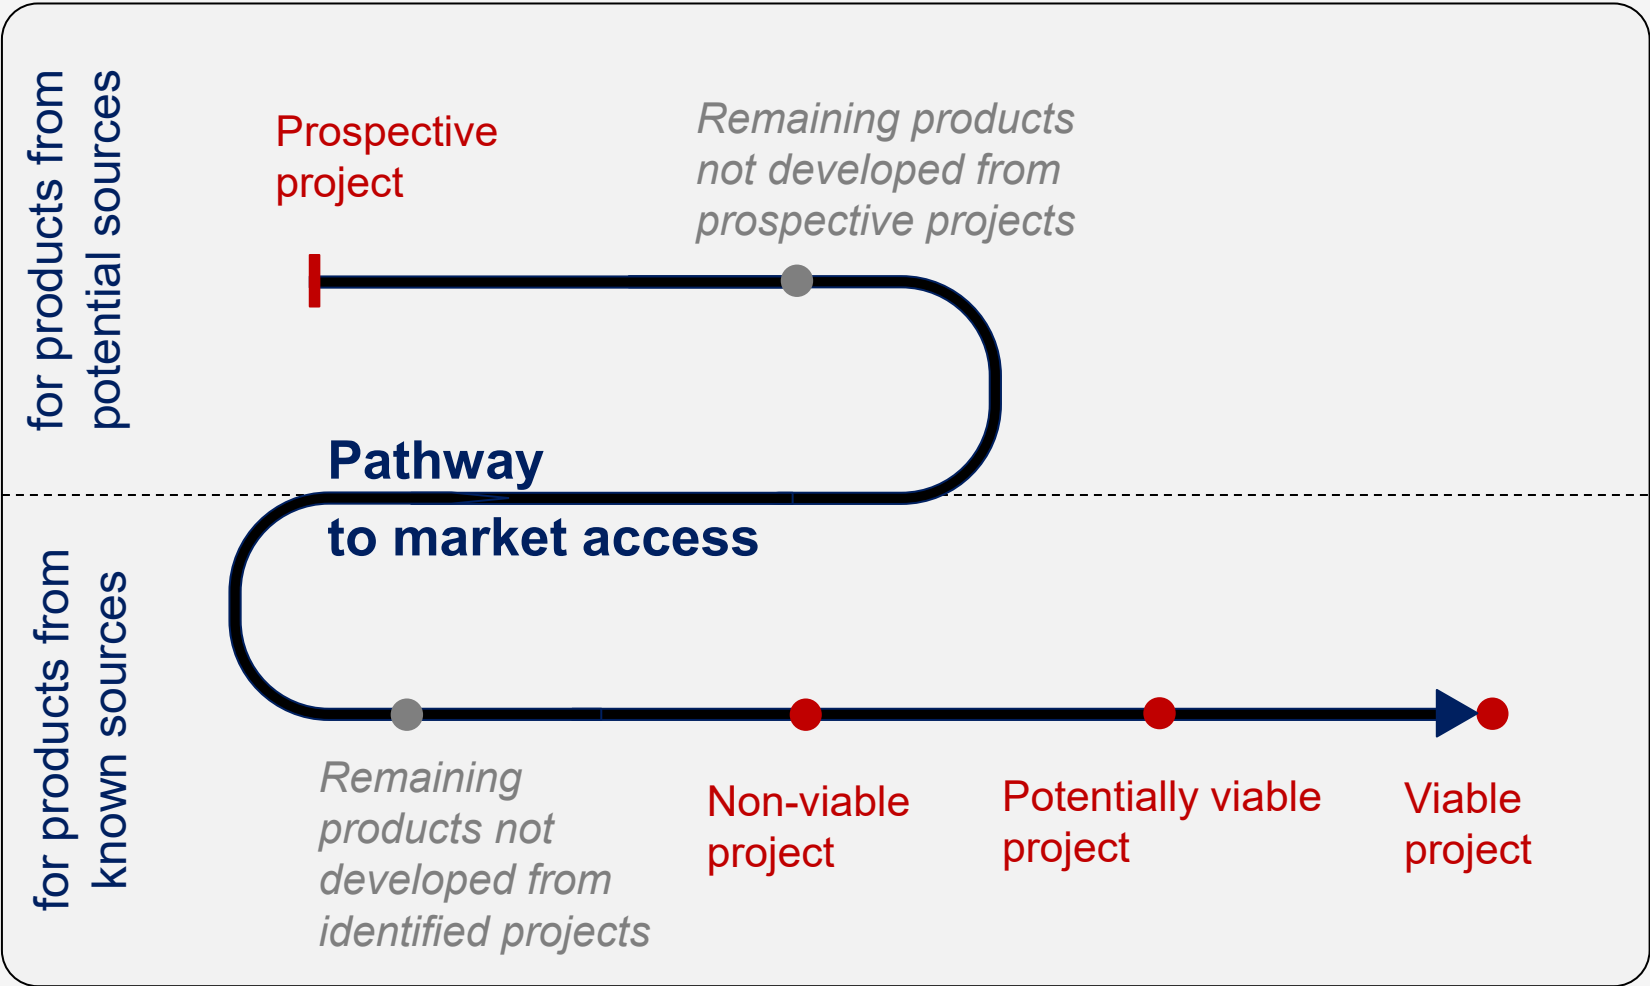 for products from
potential sources
Prospective
project
Remaining products
not developed from
prospective projects
Pathway
to market access
for products from
known sources
Remaining
products not
developed from
identified projects
Non-viable
project
Potentially viable
project
Viable
project